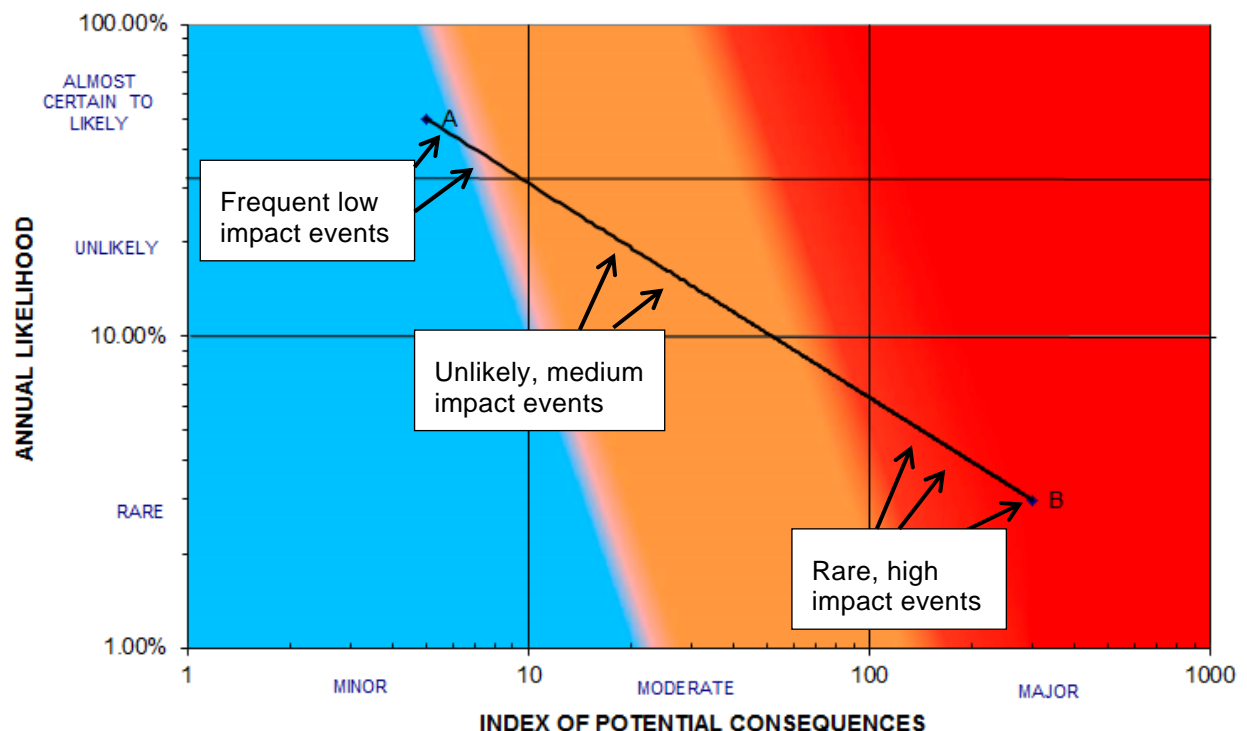 100.00%
ALMOST
CERTAIN TO
LIKELY
A
Frequent low
impact events
UNLIKELY
ANNUAL LIKELIHOOD
10.00%
Unlikely, medium
impact events
RARE
B
Rare, high
impact events
1.00%
1
10
100
1000
MINOR
MODERATE
MAJOR
INDEX OF POTENTIAL CONSEQUENCES